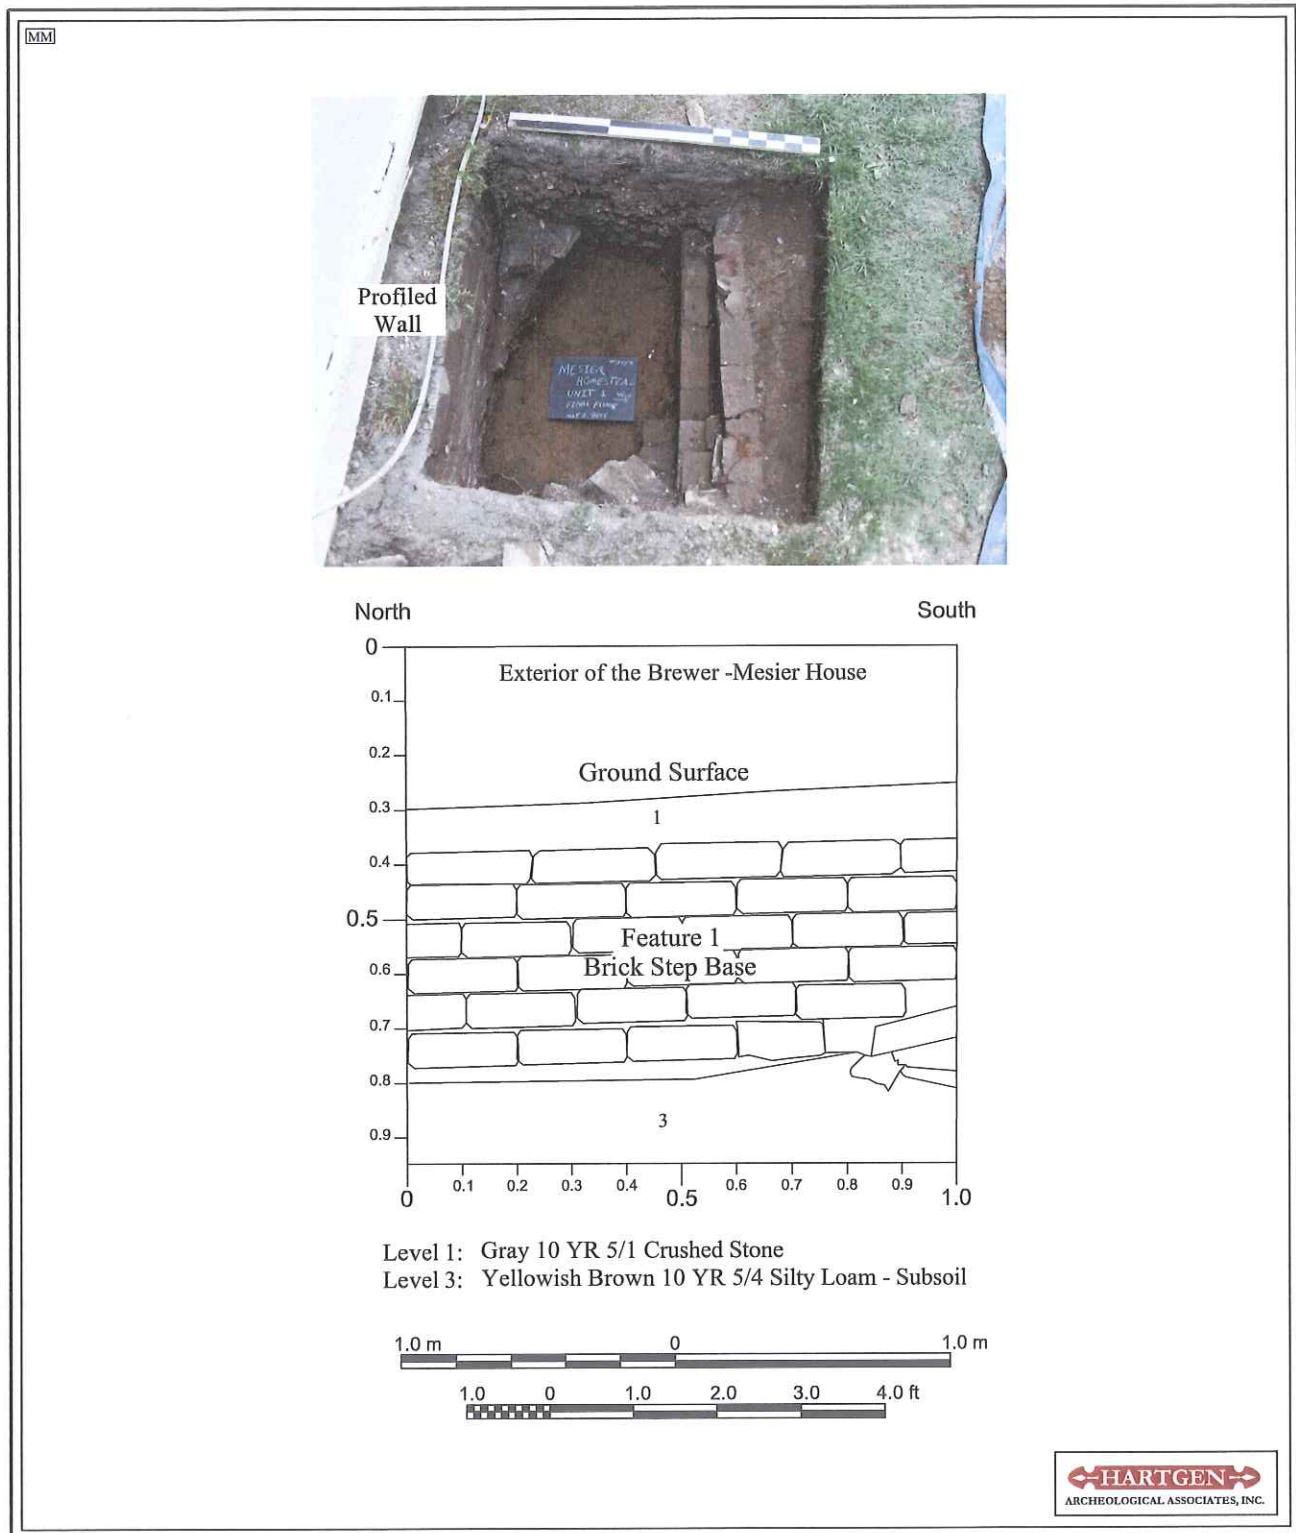 MM
MESIER
HOMESTEA
UNIT 1
FINAL
Profiled
Wall
North
South
0
0.1
0.2
0.3
0.4
0.5
0.6
0.7
0.8
0.9
Exterior of the Brewer -Mesier House
Ground Surface
1
Feature 1
Brick Step Base
3
0 0.1 0.2 0.3 0.4 0.5 0.6 0.7 0.8 0.9 1.0
Level 1: Gray 10 YR 5/1 Crushed Stone
Level 3: Yellowish Brown 10 YR 5/4 Silty Loam - Subsoil
1.0 m 0 1.0 m
1.0 0 1.0 2.0 3.0 4.0 ft
HARTGEN
ARCHEOLOGICAL ASSOCIATES, INC.